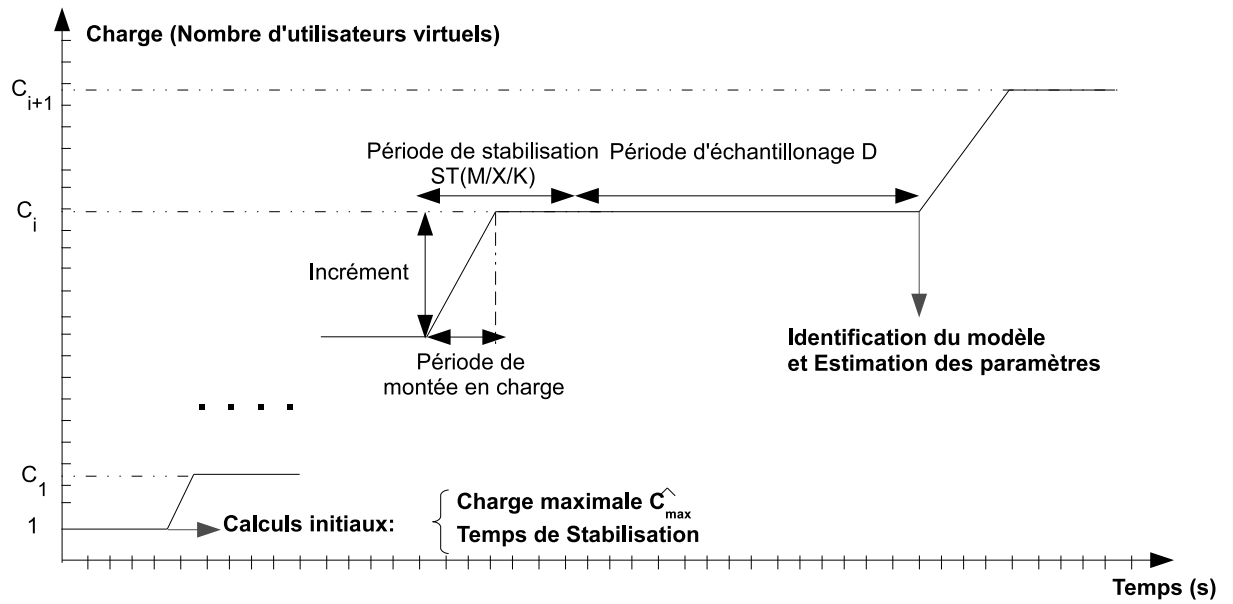 Charge (Nombre d'utilisateurs virtuels)
C i+1
Période de stabilisation
ST(M/X/K)
Période d'échantillonage D
C i
Incrément
Période de
montée en charge
Identification du modèle
et Estimation des paramètres
C 1
1
Calculs initiaux:
Charge maximale Ĉ max
Temps de Stabilisation
Temps (s)